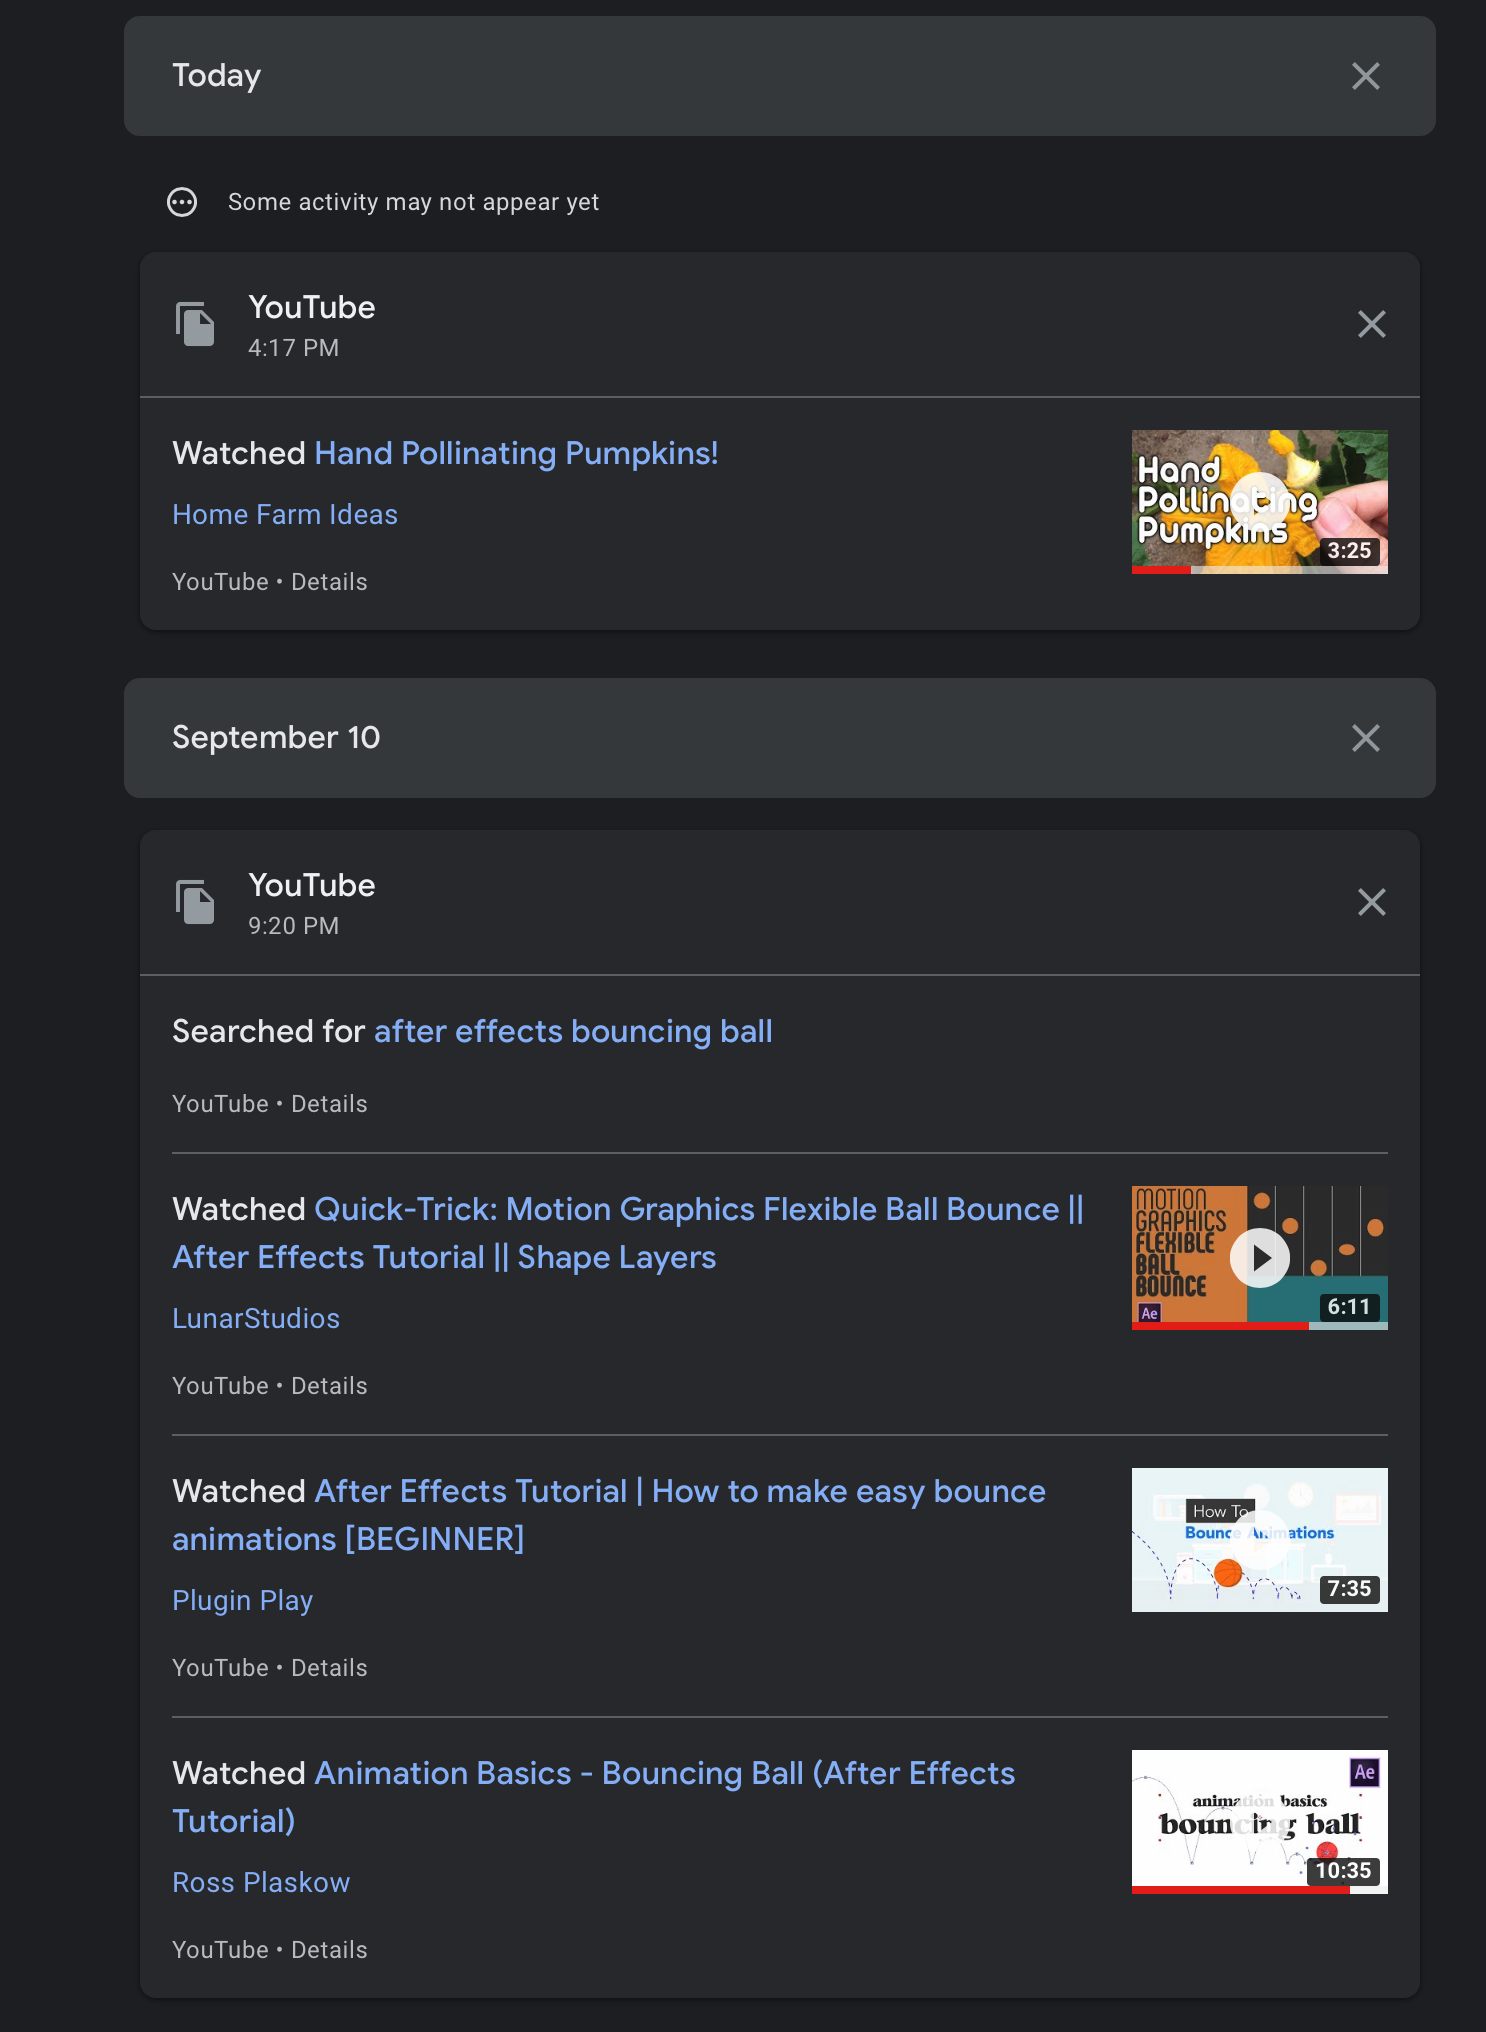 Today
Some activity may not appear yet
YouTube
4:17 PM
Watched Hand Pollinating Pumpkins!
Home Farm Ideas
YouTube • Details
Hand
Pollinating
Pumpkins
3:25
September 10
YouTube
9:20 PM
Searched for after effects bouncing ball
YouTube • Details
Watched Quick-Trick: Motion Graphics Flexible Ball Bounce ||
After Effects Tutorial || Shape Layers
LunarStudios
YouTube • Details
MOTION
GRAPHICS
FLEXIBLE
BALL
BOUNCE
Ae
6:11
Watched After Effects Tutorial | How to make easy bounce
animations [BEGINNER]
Plugin Play
YouTube • Details
How To
Bounce Animations
7:35
Watched Animation Basics - Bouncing Ball (After Effects
Tutorial)
Ross Plaskow
YouTube • Details
Ae
animation basics
bouncing ball
10:35